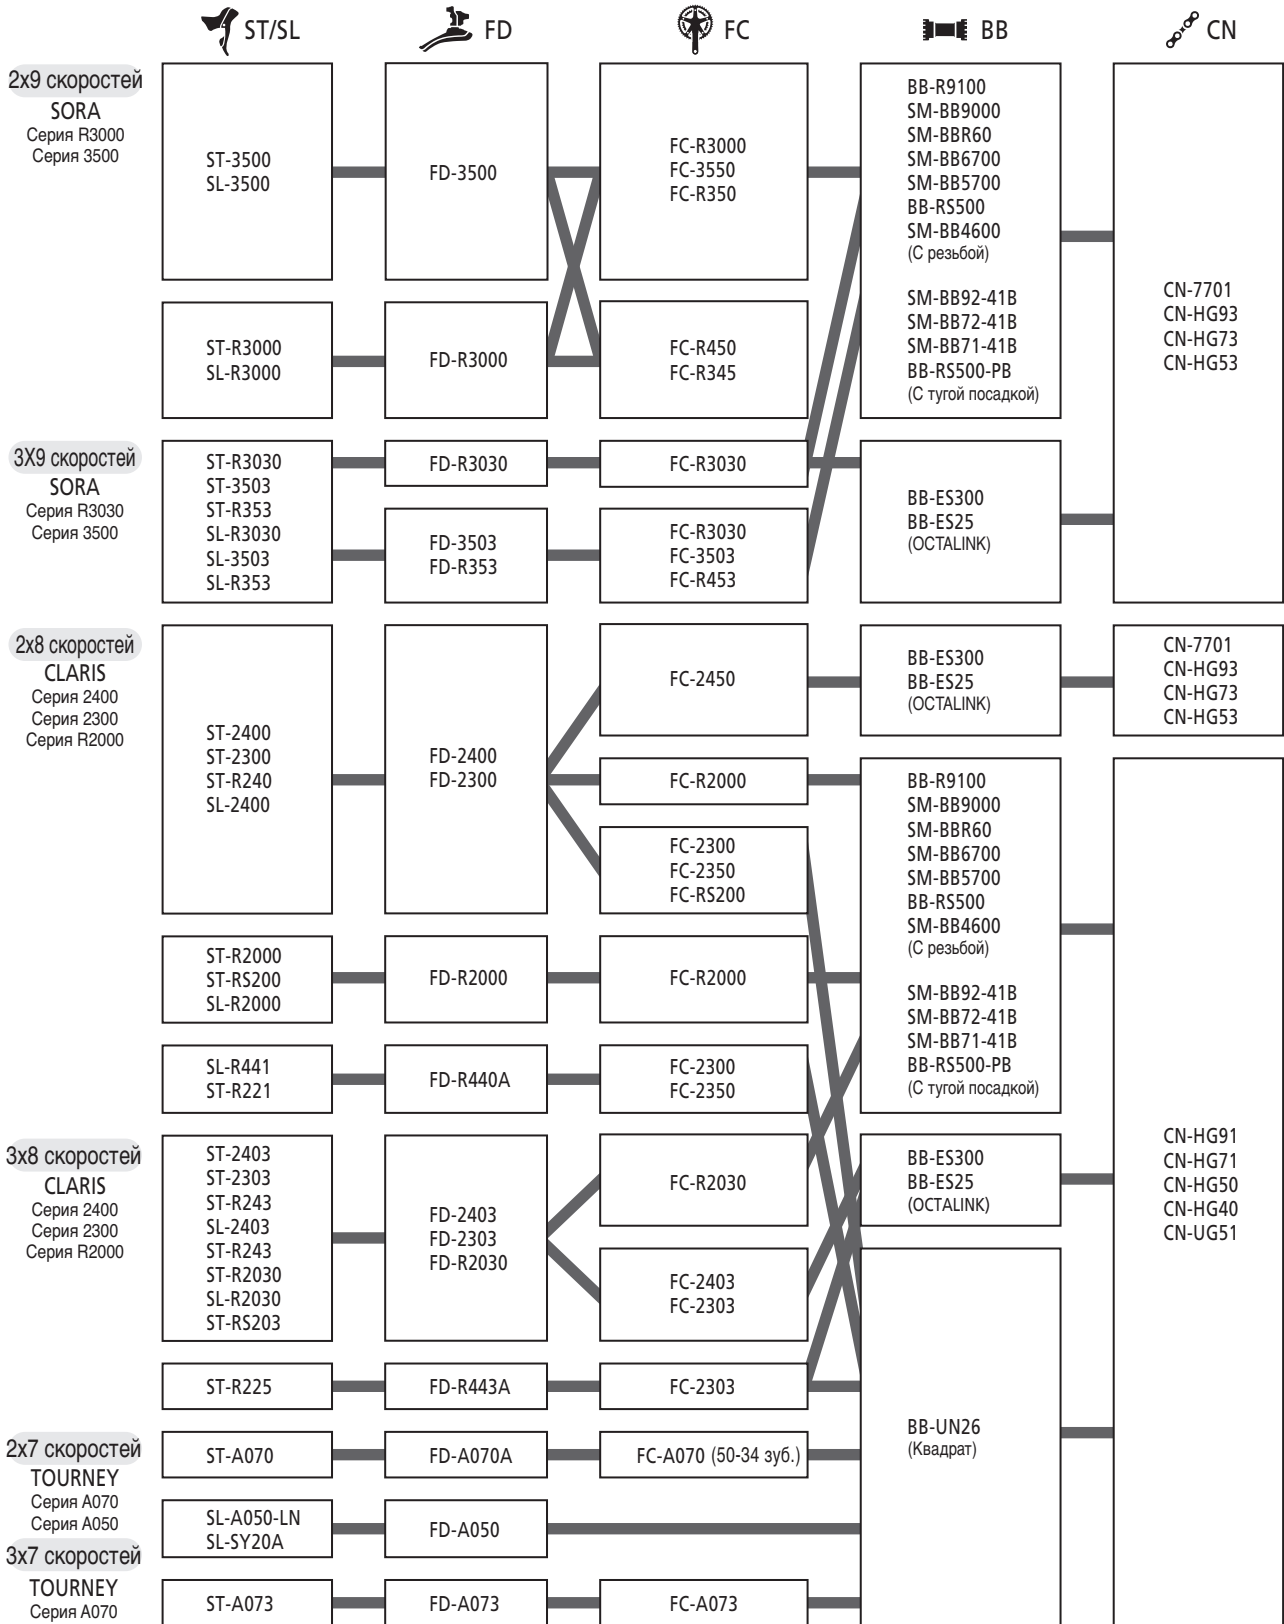 ST/SL
FD
FC
BB
CN
2x9 скоростей
SORA
Серия R3000
Серия 3500
ST-3500
SL-3500
FD-3500
FC-R3000
FC-3550
FC-R350
BB-R9100
SM-BB9000
SM-BBR60
SM-BB6700
SM-BB5700
BB-RS500
SM-BB4600
(С резьбой)
SM-BB92-41B
SM-BB72-41B
SM-BB71-41B
BB-RS500-PB
(С тугой посадкой)
CN-7701
CN-HG93
CN-HG73
CN-HG53
ST-R3000
SL-R3000
FD-R3000
FC-R450
FC-R345
3X9 скоростей
SORA
Серия R3030
Серия 3500
ST-R3030
ST-3503
ST-R353
SL-R3030
SL-3503
SL-R353
FD-R3030
FC-R3030
FD-3503
FD-R353
FC-R3030
FC-3503
FC-R453
BB-ES300
BB-ES25
(OCTALINK)
2x8 скоростей
CLARIS
Серия 2400
Серия 2300
Серия R2000
ST-2400
ST-2300
ST-R240
SL-2400
FD-2400
FD-2300
FC-2450
BB-ES300
BB-ES25
(OCTALINK)
CN-7701
CN-HG93
CN-HG73
CN-HG53
FC-R2000
FC-2300
FC-2350
FC-RS200
BB-R9100
SM-BB9000
SM-BBR60
SM-BB6700
SM-BB5700
BB-RS500
SM-BB4600
(С резьбой)
SM-BB92-41B
SM-BB72-41B
SM-BB71-41B
BB-RS500-PB
(С тугой посадкой)
ST-R2000
ST-RS200
SL-R2000
FD-R2000
FC-R2000
SL-R441
ST-R221
FD-R440A
FC-2300
FC-2350
3x8 скоростей
CLARIS
Серия 2400
Серия 2300
Серия R2000
ST-2403
ST-2303
ST-R243
SL-2403
ST-R243
ST-R2030
SL-R2030
ST-RS203
FD-2403
FD-2303
FD-R2030
FC-R2030
FC-2403
FC-2303
BB-ES300
BB-ES25
(OCTALINK)
CN-HG91
CN-HG71
CN-HG50
CN-HG40
CN-UG51
ST-R225
FD-R443A
FC-2303
BB-UN26
(Квадрат)
2x7 скоростей
TOURNEY
Серия A070
Серия A050
ST-A070
FD-A070A
FC-A070 (50-34 зуб.)
SL-A050-LN
SL-SY20A
FD-A050
3x7 скоростей
TOURNEY
Серия A070
ST-A073
FD-A073
FC-A073